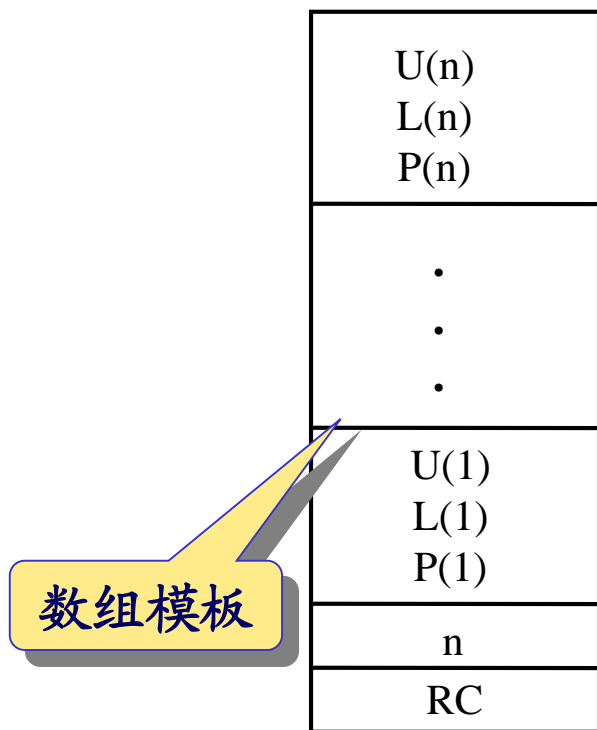 U(n)
L(n)
P(n)
.
.
.
U(1)
L(1)
P(1)
数组模板
n
RC